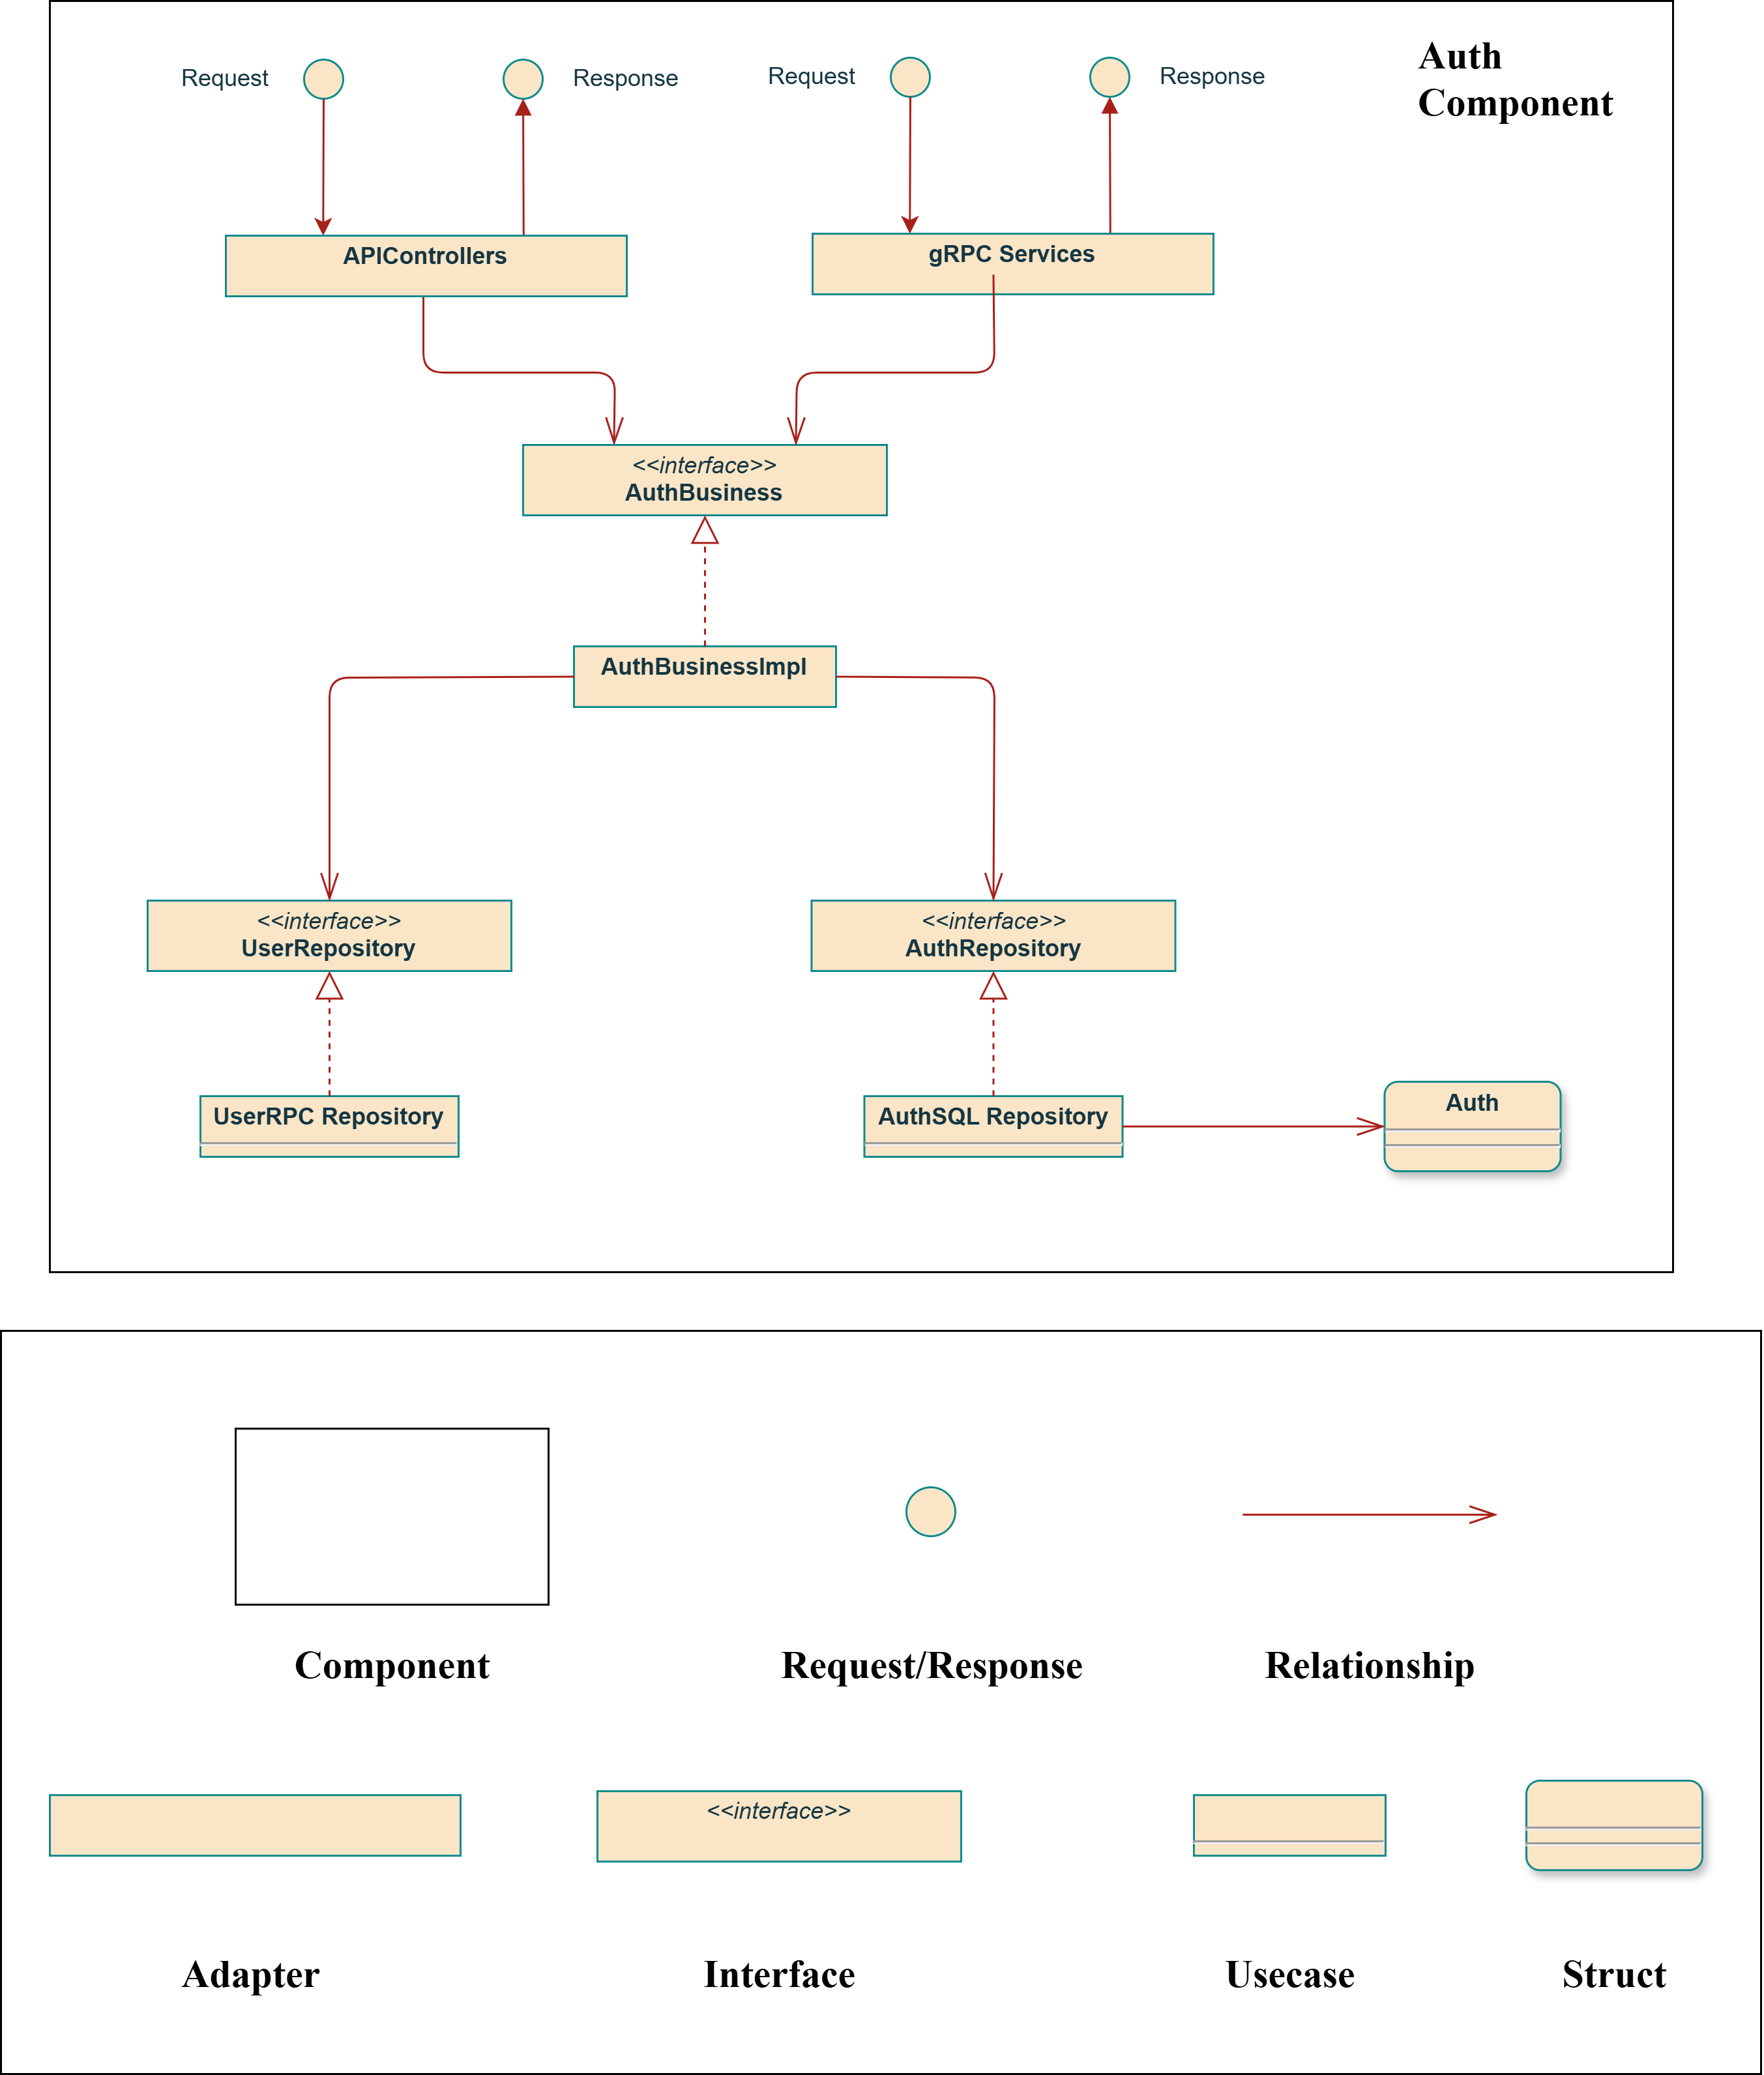 Request
Response
Request
Response
Auth
Component
APIControllers
gRPC Services
<<interface>>
AuthBusiness
AuthBusinessImpl
<<interface>>
UserRepository
<<interface>>
AuthRepository
UserRPC Repository
AuthSQL Repository
Auth
Component
Request/Response
Relationship
<<interface>>
Adapter
Interface
Usecase
Struct